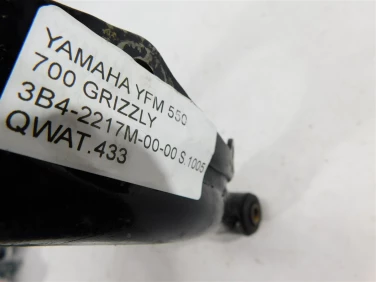 YAMAHA YFM 550
700 GRIZZLY
3B4-2217M-00-00 S.1005
QWAT.433